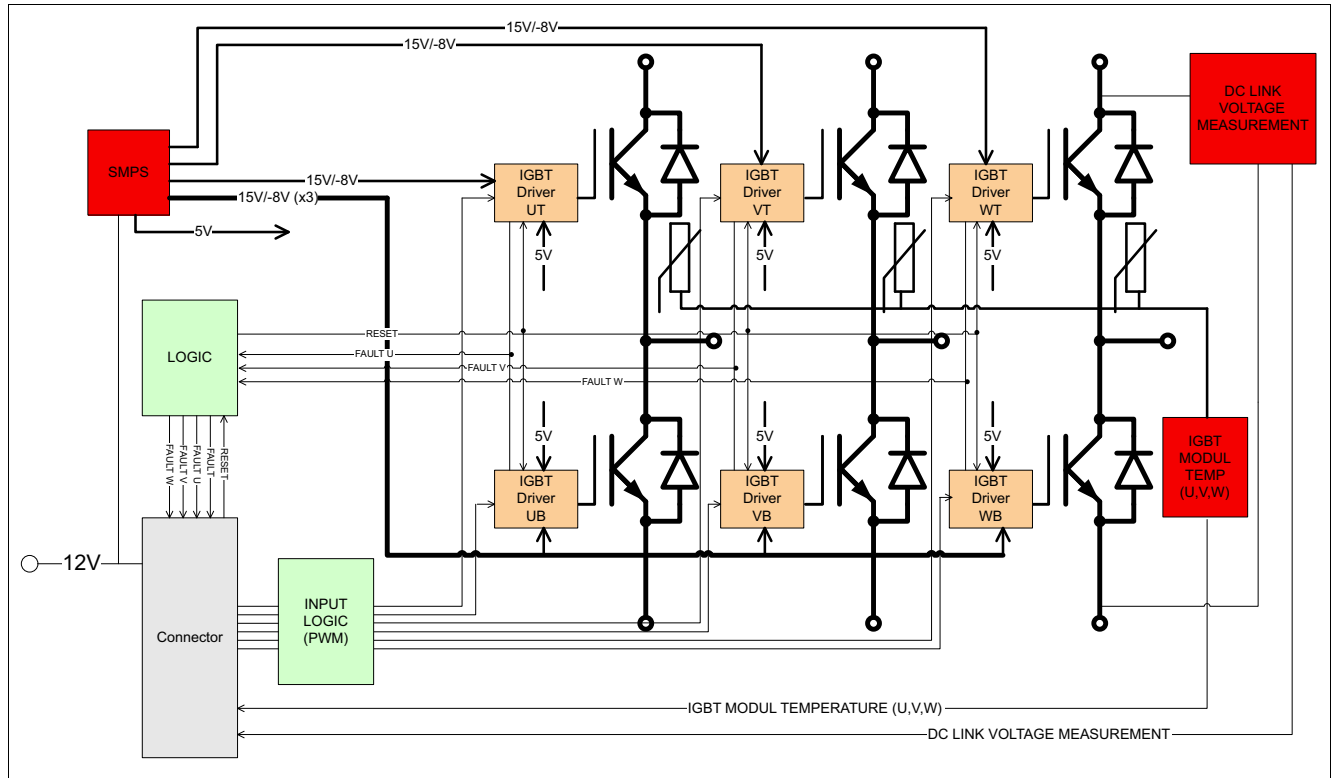 15V/-8V
15V/-8V
DC LINK
VOLTAGE
MEASUREMENT
SMPS
15V/-8V
15V/-8V (x3)
5V
IGBT
Driver
UT
IGBT
Driver
VT
IGBT
Driver
WT
5V
5V
5V
LOGIC
RESET
FAULT U
FAULT V
FAULT W
FAULT W
FAULT V
FAULT U
FAULT
RESET
5V
5V
5V
IGBT
Driver
UB
IGBT
Driver
VB
IGBT
Driver
WB
IGBT
MODUL
TEMP
(U,V,W)
12V
Connector
INPUT
LOGIC
(PWM)
IGBT MODUL TEMPERATURE (U,V,W)
DC LINK VOLTAGE MEASUREMENT